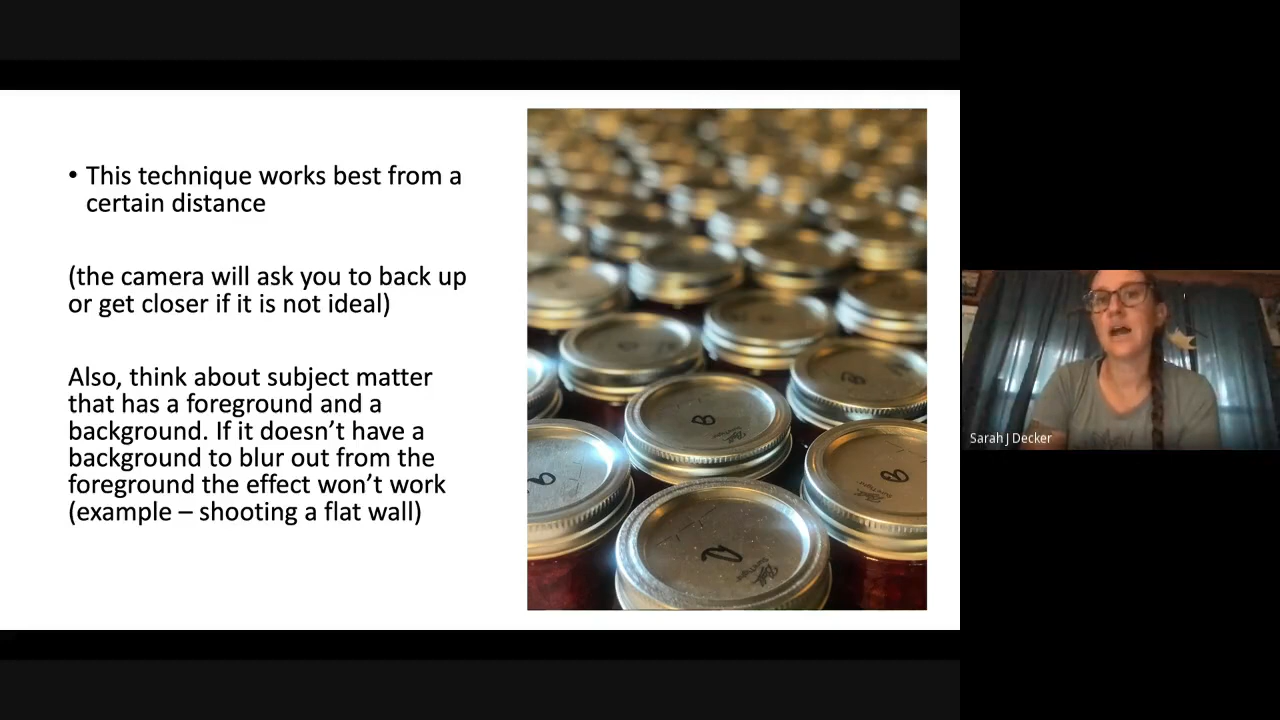 • This technique works best from a
certain distance
(the camera will ask you to back up
or get closer if it is not ideal)
Also, think about subject matter
that has a foreground and a
background. If it doesn’t have a
background to blur out from the
foreground the effect won’t work
(example – shooting a flat wall)
B
Sarah J Decker